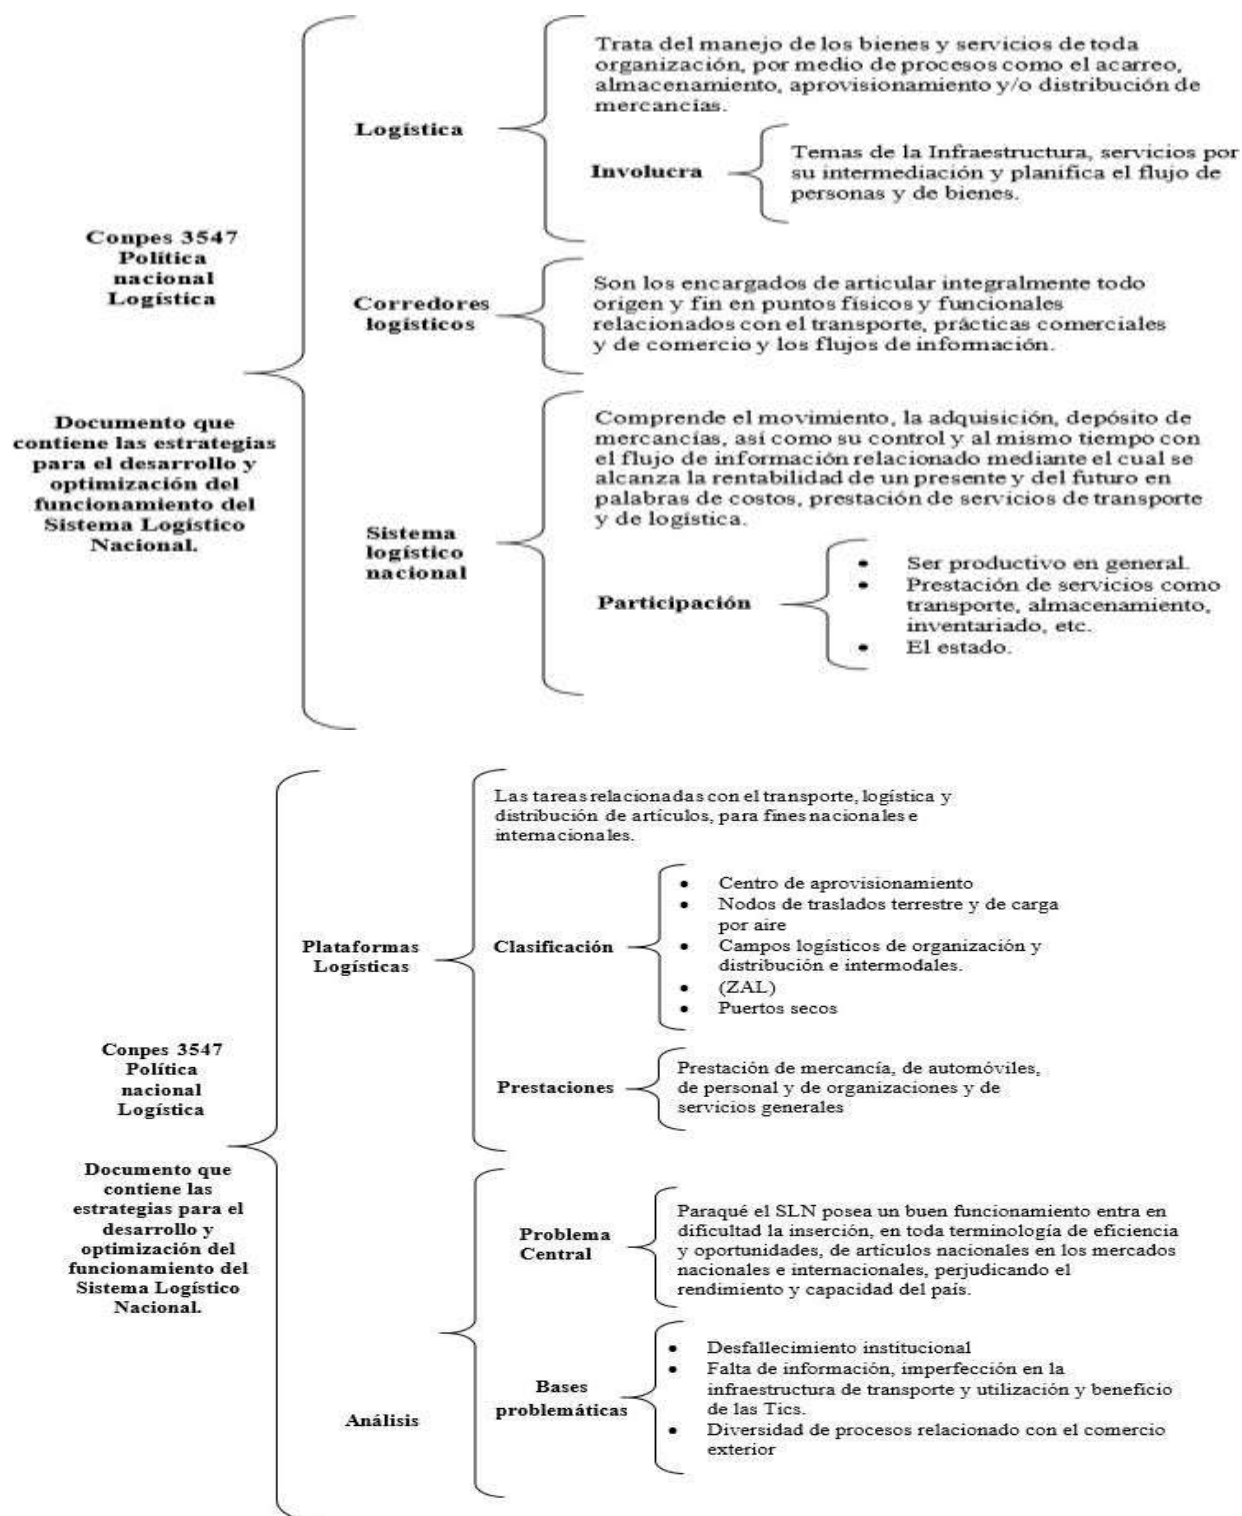 Conpes 3547
Política
nacional
Logística
Documento que
contiene las estrategias
para el desarrollo y
optimización del
funcionamiento del
Sistema Logístico
Nacional.
Logística
Trata del manejo de los bienes y servicios de toda
organización, por medio de procesos como el acarreo,
almacenamiento, aprovisionamiento y/o distribución de
mercancías.
Involucra
Temas de la Infraestructura, servicios por
su intermediación y planifica el flujo de
personas y de bienes.
Corredores
logísticos
Son los encargados de articular integralmente todo
origen y fin en puntos físicos y funcionales
relacionados con el transporte, prácticas comerciales
y de comercio y los flujos de información.
Sistema
logístico
nacional
Comprende el movimiento, la adquisición, depósito de
mercancías, así como su control y al mismo tiempo con
el flujo de información relacionado mediante el cual se
alcanza la rentabilidad de un presente y del futuro en
palabras de costos, prestación de servicios de transporte
y de logística.
Participación
• Ser productivo en general.
• Prestación de servicios como
transporte, almacenamiento,
inventariado, etc.
• El estado.
Conpes 3547
Política
nacional
Logística
Documento que
contiene las
estrategias para el
desarrollo y
optimización del
funcionamiento del
Sistema Logístico
Nacional.
Plataformas
Logísticas
Las tareas relacionadas con el transporte, logística y
distribución de artículos, para fines nacionales e
internacionales.
Clasificación
• Centro de aprovisionamiento
• Nodos de traslados terrestre y de carga
por aire
• Campos logísticos de organización y
distribución e intermodales.
• (ZAL)
• Puertos secos
Prestaciones
Prestación de mercancía, de automóviles,
de personal y de organizaciones y de
servicios generales
Análisis
Problema
Central
Paraqué el SLN posea un buen funcionamiento entra en
dificultad la inserción, en toda terminología de eficiencia
y oportunidades, de artículos nacionales en los mercados
nacionales e internacionales, perjudicando el
rendimiento y capacidad del país.
Bases
problemáticas
• Desfallecimiento institucional
• Falta de información, imperfección en la
infraestructura de transporte y utilización y beneficio
de las Tics.
• Diversidad de procesos relacionado con el comercio
exterior